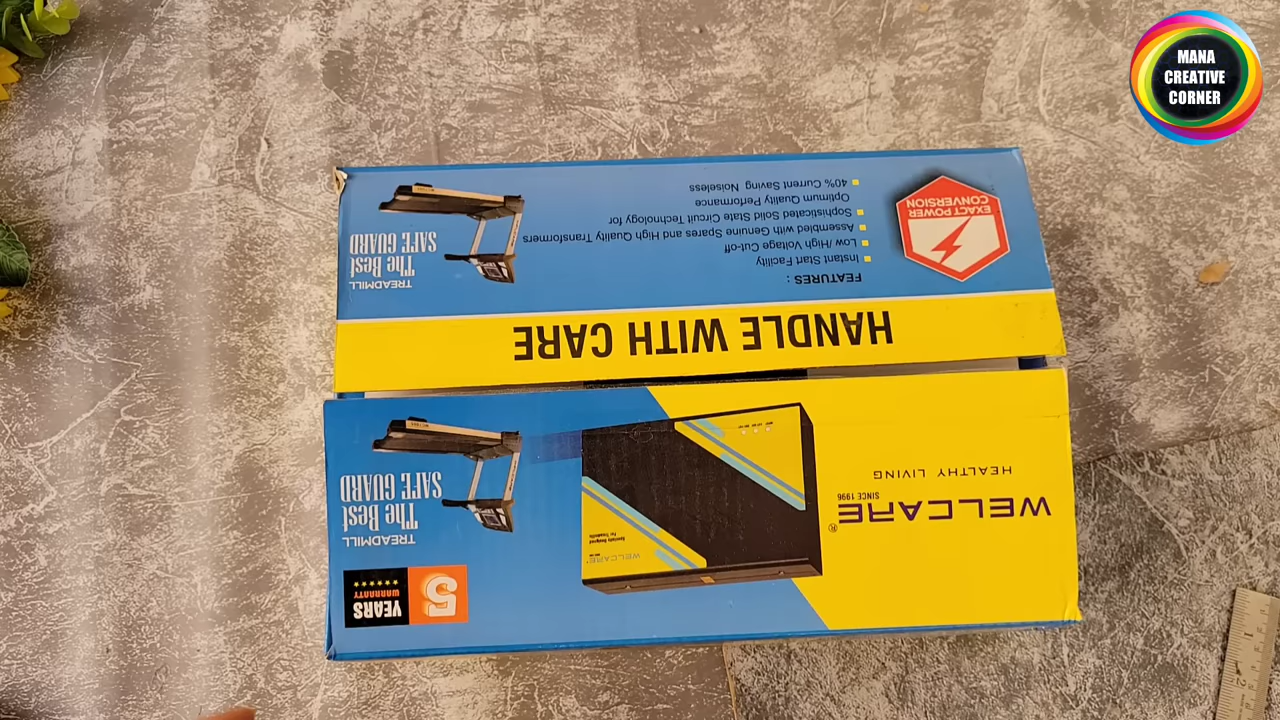 MANA
CREATIVE
CORNER
WELCARE®
SINCE 1996
HEALTHY LIVING
WELCARE
5
YEARS
WARRANTY
TREADMILL
The Best
SAFE GUARD
HANDLE WITH CARE
FEATURES :
Instant Start Facility
Low/High Voltage Cut-off
Assembled with Genuine Spares and High Quality Transformers
Sophisticated Solid State Circuit Technology for
Optimum Quality Performance
40% Current Saving Noiseless
EXACT POWER
CONVERSION
TREADMILL
The Best
SAFE GUARD